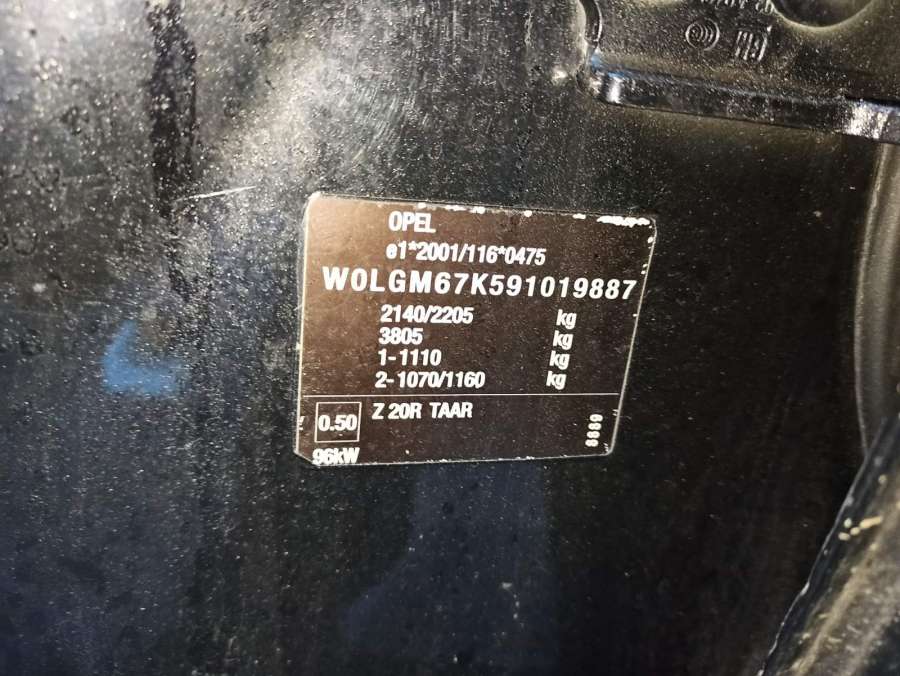 OPEL
e1*2001/116*0475
W0LGM67K591019887
2140/2205 kg
3805 kg
1-1110 kg
2-1070/1160 kg
0.50 Z 20R TAAR
96kW